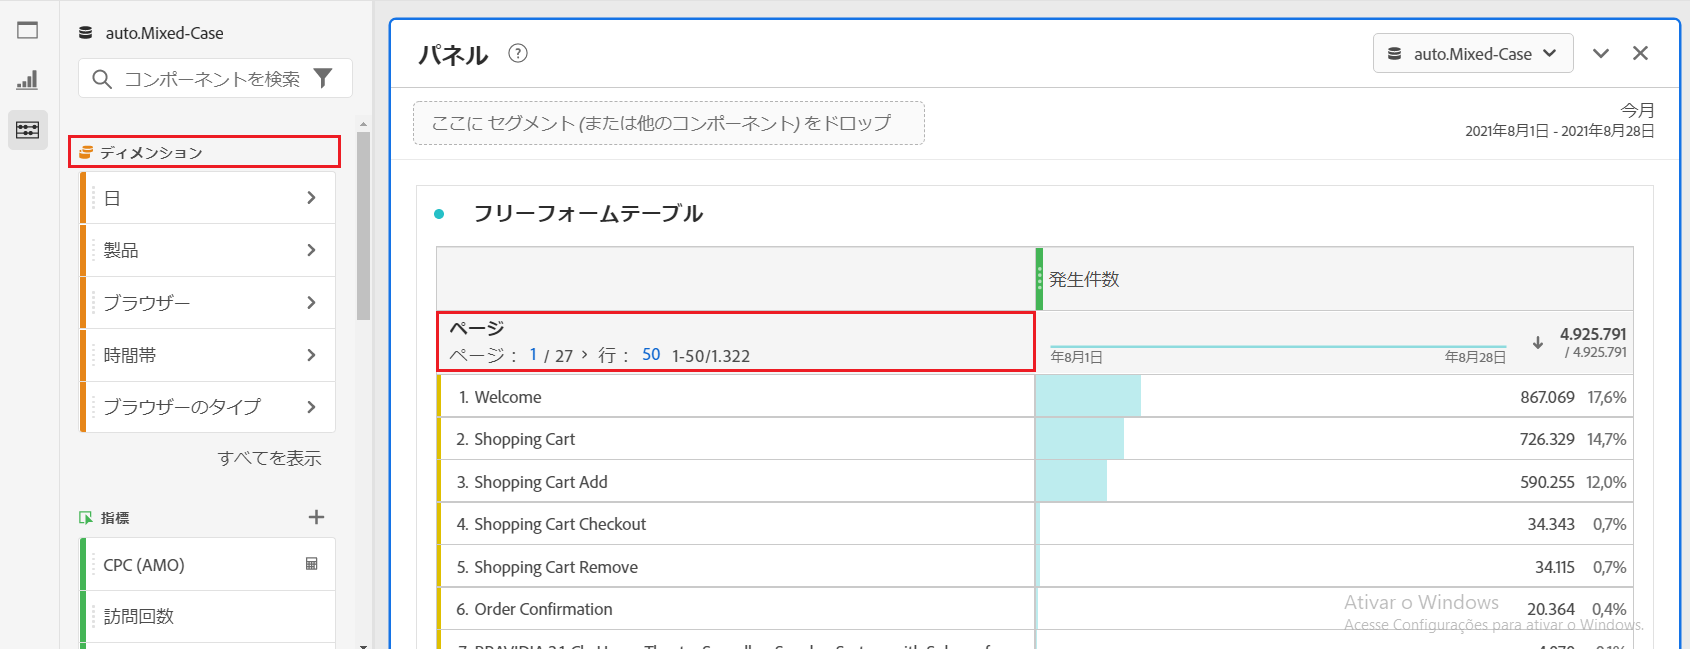 auto.Mixed-Case
コンポーネントを検索
ディメンション
日
製品
ブラウザー
時間帯
ブラウザーのタイプ
すべてを表示
指標
CPC (AMO)
訪問回数
パネル
auto.Mixed-Case
ここに セグメント (または他のコンポーネント) をドロップ
今月
2021年8月1日 - 2021年8月28日
フリーフォームテーブル
発生件数
ページ
ページ : 1 / 27 > 行 : 50 1-50/1.322
年8月1日 年8月28日
4.925.791
/ 4.925.791
1. Welcome 867.069 17,6%
2. Shopping Cart 726.329 14,7%
3. Shopping Cart Add 590.255 12,0%
4. Shopping Cart Checkout 34.343 0,7%
5. Shopping Cart Remove 34.115 0,7%
6. Order Confirmation 20.364 0,4%
Ativar o Windows
Acesse Configurações para ativar o Windows.